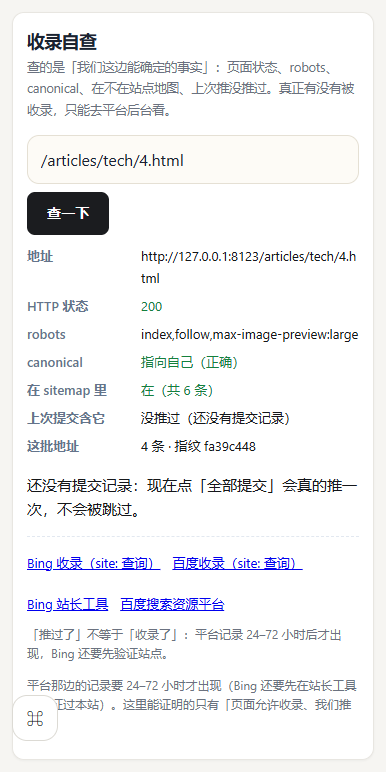 收录自查
查的是「我们这边能确定的事实」：页面状态、robots、
canonical、在不在站点地图、上次推没推过。真正有没有被
收录，只能去平台后台看。
/articles/tech/4.html
查一下
地址 http://127.0.0.1:8123/articles/tech/4.h
tml
HTTP 状态 200
robots index,follow,max-image-preview:large
canonical 指向自己（正确）
在 sitemap 里 在（共 6 条）
上次提交含它 没推过（还没有提交记录）
这批地址 4 条 · 指纹 fa39c448
还没有提交记录：现在点「全部提交」会真的推一
次，不会被跳过。
Bing 收录（site: 查询） 百度收录（site: 查询）
Bing 站长工具 百度搜索资源平台
「推过了」不等于「收录了」：平台记录 24–72 小时后才出
现，Bing 还要先验证站点。
平台那边的记录要 24–72 小时才出现（Bing 还要先在站长工具
证过本站）。这里能证明的只有「页面允许收录、我们推